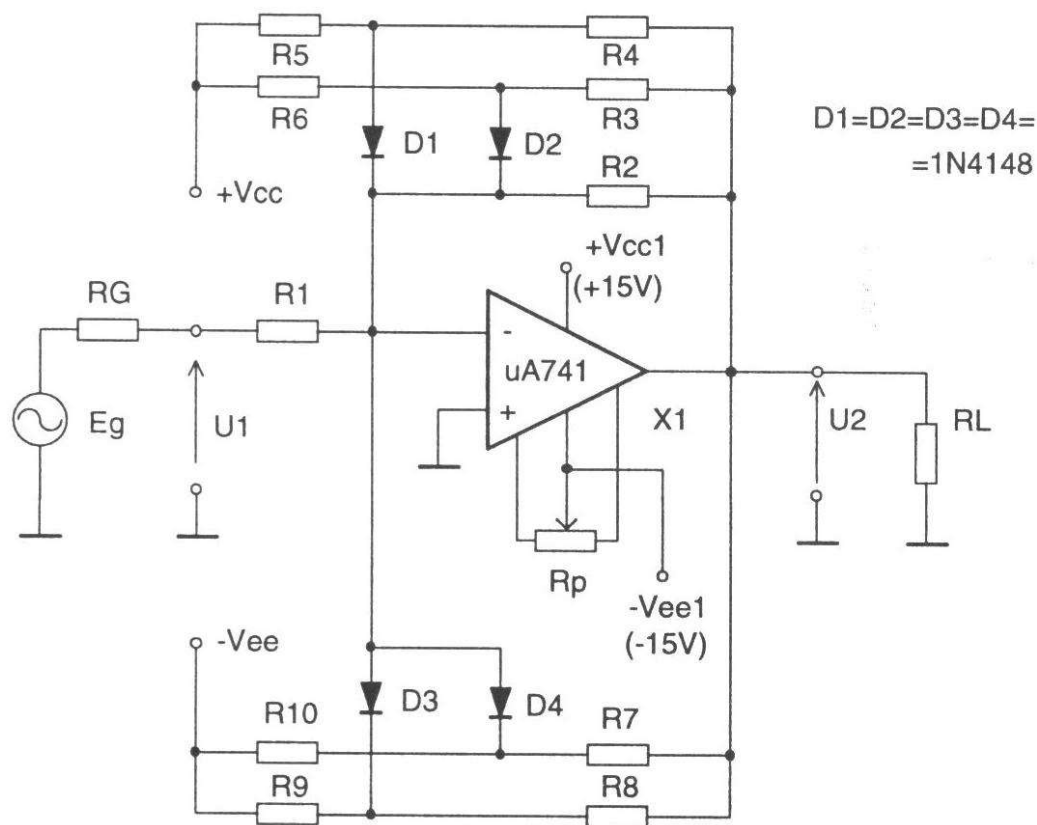 R5
R4
R6
R3
D1=D2=D3=D4=
=1N4148
D1
D2
R2
+Vcc
+Vcc1
(+15V)
RG
R1
-
uA741
+
Eg
U1
X1
U2
RL
Rp
-Vee1
(-15V)
-Vee
D3
D4
R10
R7
R9
R8